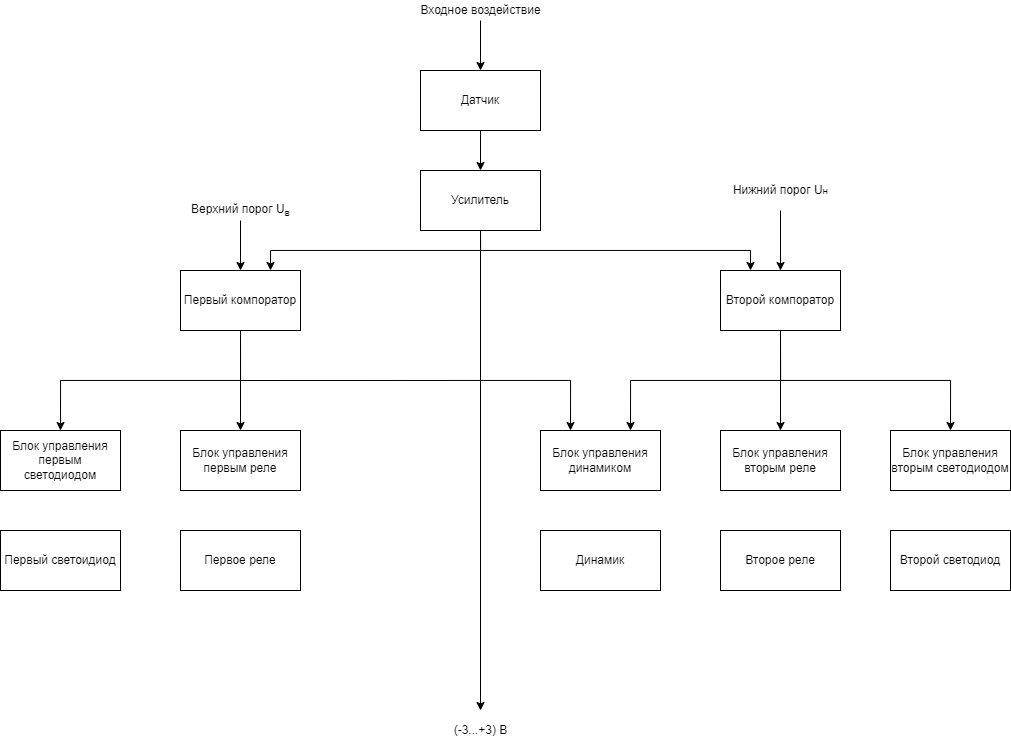 Входное воздействие
Датчик
Усилитель
Верхний порог Uв
Нижний порог Uн
Первый компоратор
Второй компоратор
Блок управления
первым
светодиодом
Блок управления
первым реле
Блок управления
динамиком
Блок управления
вторым реле
Блок управления
вторым светодиодом
Первый светоидиод
Первое реле
Динамик
Второе реле
Второй светодиод
(-3...+3) В